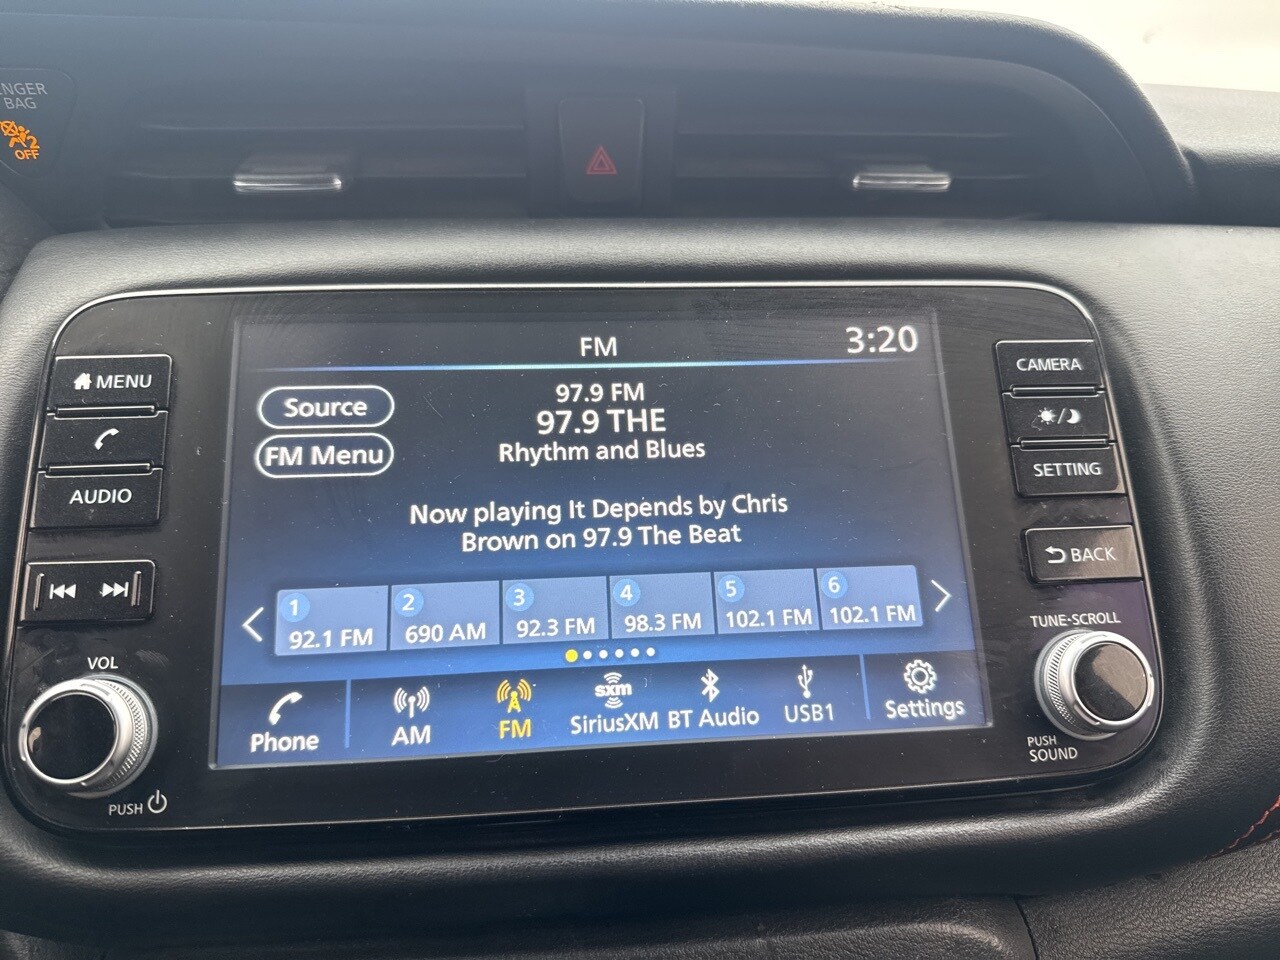 NGER
BAG
2
OFF
MENU
AUDIO
VOL
PUSH
FM
3:20
Source
FM Menu
97.9 FM
97.9 THE
Rhythm and Blues
Now playing It Depends by Chris
Brown on 97.9 The Beat
1
92.1 FM
2
690 AM
3
92.3 FM
4
98.3 FM
5
102.1 FM
6
102.1 FM
Phone
AM
FM
sxm
SiriusXM
BT Audio
USB1
Settings
CAMERA
SETTING
BACK
TUNE·SCROLL
PUSH
SOUND